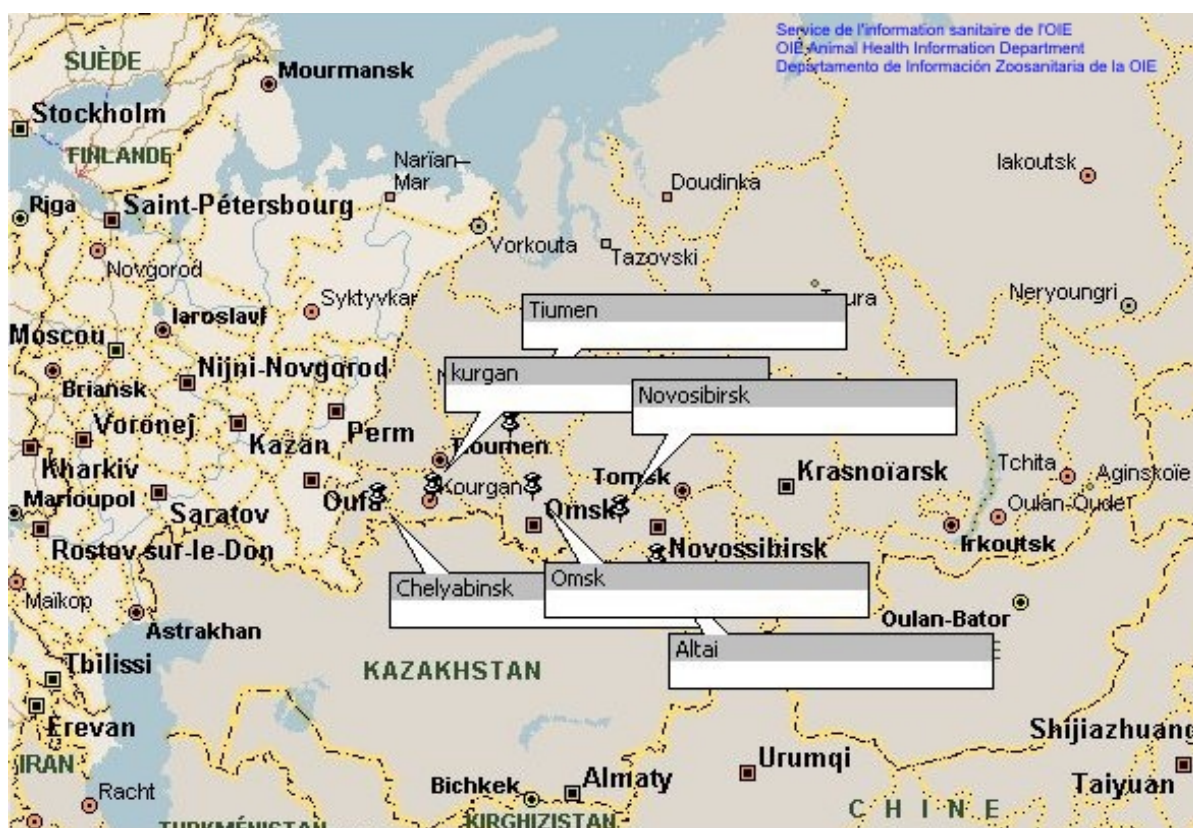 Service de l'information sanitaire de l'OIE
OIE Animal Health Information Department
Departamento de Información Zoosanitaria de la OIE
SUÈDE
Mourmansk
Stockholm
FINLANDE
Narïan–
Mar
Doudinka
Iakoutsk
Riga
Saint-Pétersbourg
Vorkouta
Tazovski
Novgorod
Syktyvkar
Neryoungri
Tiumen
Iaroslavl
Moscou
Nijni-Novgorod
kurgan
Novosibirsk
Briansk
Voronej
Kazan
Perm
Tioumen
Kharkiv
Kourgan
Tomsk
Krasnoïarsk
Tchita
Aginskoïe
Marioupol
Saratov
Oufa
Omsk
Oulan-Oude
Rostov-sur-le-Don
Novossibirsk
Irkoutsk
Maïkop
Chelyabinsk
Omsk
Astrakhan
Oulan-Bator
Altai
Tbilissi
KAZAKHSTAN
Erevan
Shijiazhuang
IRAN
Urumqi
Taiyuan
Racht
Bichkek
Almaty
CHINE
TURKMÉNISTAN
KIRGHIZISTAN